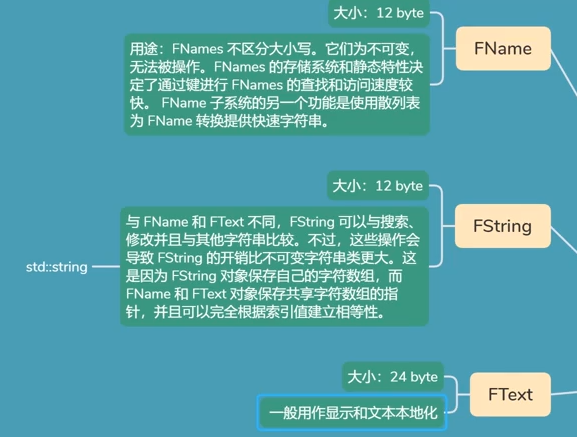 大小：12 byte
用途：FNames 不区分大小写。它们为不可变，
无法被操作。FNames 的存储系统和静态特性决
定了通过键进行 FNames 的查找和访问速度较
快。 FName 子系统的另一个功能是使用散列表
为 FName 转换提供快速字符串。
FName
大小：12 byte
与 FName 和 FText 不同，FString 可以与搜索、
修改并且与其他字符串比较。不过，这些操作会
导致 FString 的开销比不可变字符串类更大。这
是因为 FString 对象保存自己的字符数组，而
FName 和 FText 对象保存共享字符数组的指
针，并且可以完全根据索引值建立相等性。
std::string
FString
大小：24 byte
一般用作显示和文本本地化
FText